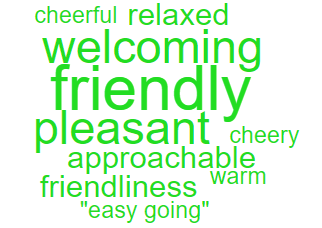 cheerful relaxed
welcoming
friendly
pleasant
cheery
approachable
warm
friendliness
"easy going"